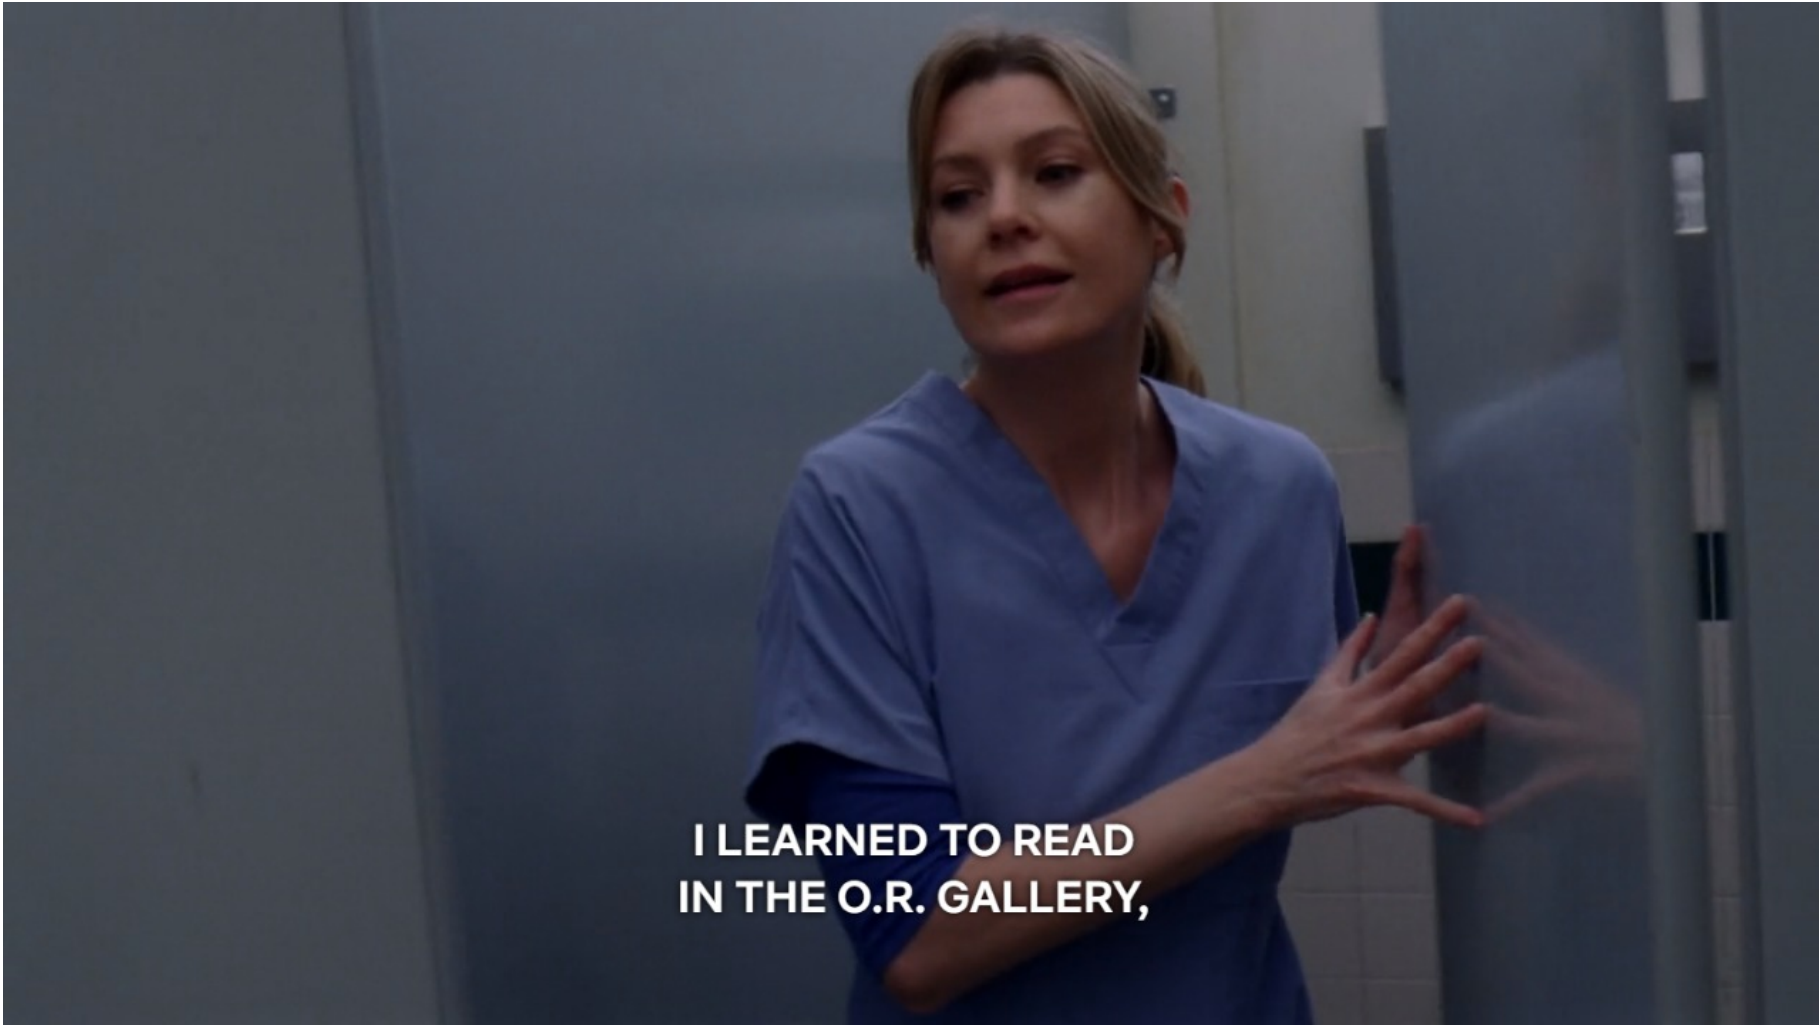 I LEARNED TO READ
IN THE O.R. GALLERY,